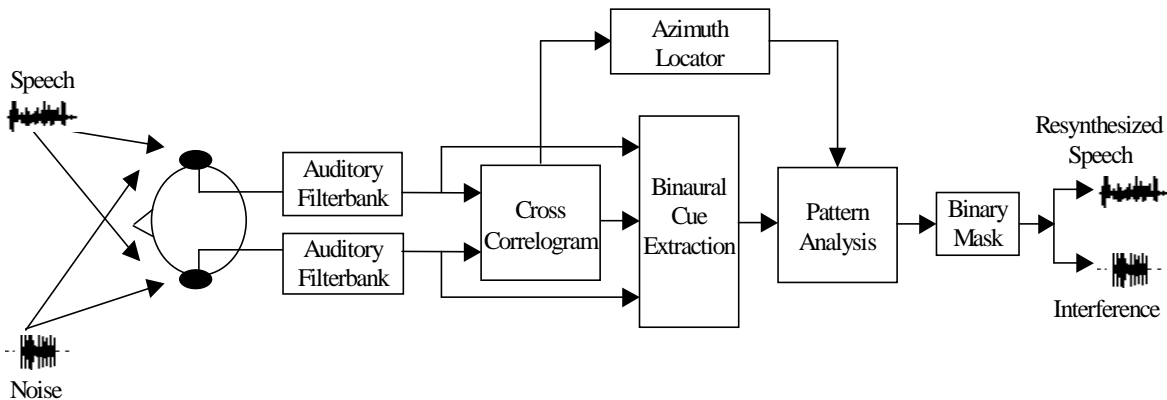 Speech
Noise
Auditory
Filterbank
Auditory
Filterbank
Cross
Correlogram
Azimuth
Locator
Binaural
Cue
Extraction
Pattern
Analysis
Binary
Mask
Resynthesized
Speech
Interference